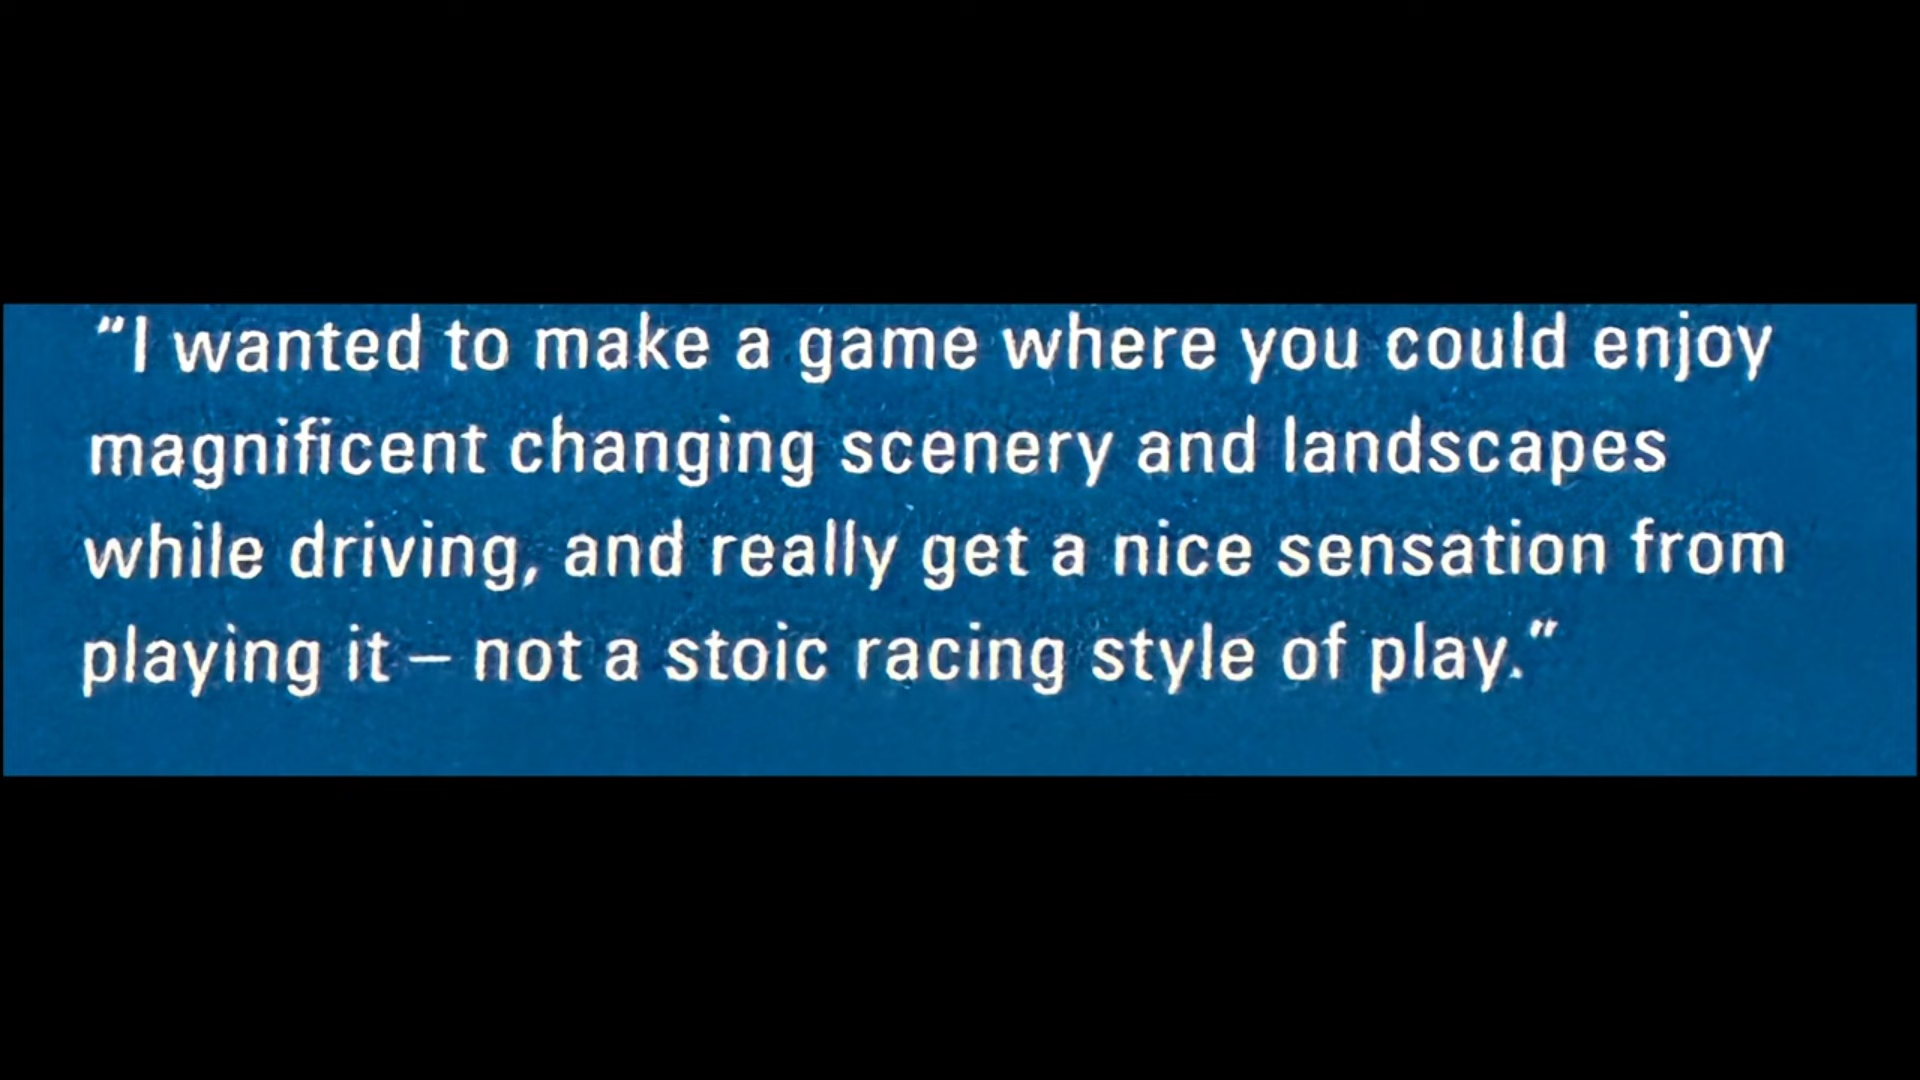 “I wanted to make a game where you could enjoy
magnificent changing scenery and landscapes
while driving, and really get a nice sensation from
playing it – not a stoic racing style of play.”